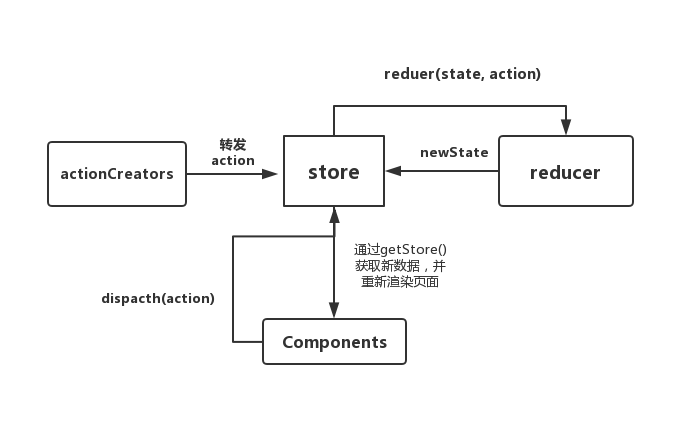 reduer(state, action)
转发
action
newState
actionCreators
store
reducer
通过getStore()
获取新数据，并
重新渲染页面
dispacth(action)
Components